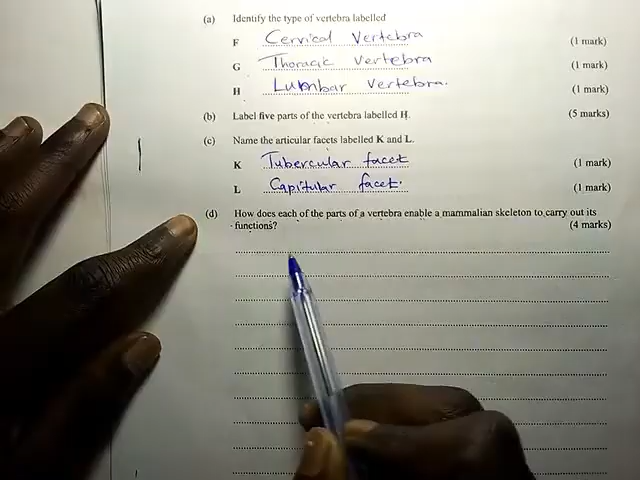 (a) Identify the type of vertebra labelled
F Cervical Vertebra (1 mark)
G Thoracic Vertebra (1 mark)
H Lumbar Vertebra. (1 mark)
(b) Label five parts of the vertebra labelled H. (5 marks)
(c) Name the articular facets labelled K and L.
K Tubercular facet (1 mark)
L Capitular facet. (1 mark)
(d) How does each of the parts of a vertebra enable a mammalian skeleton to carry out its
functions? (4 marks)